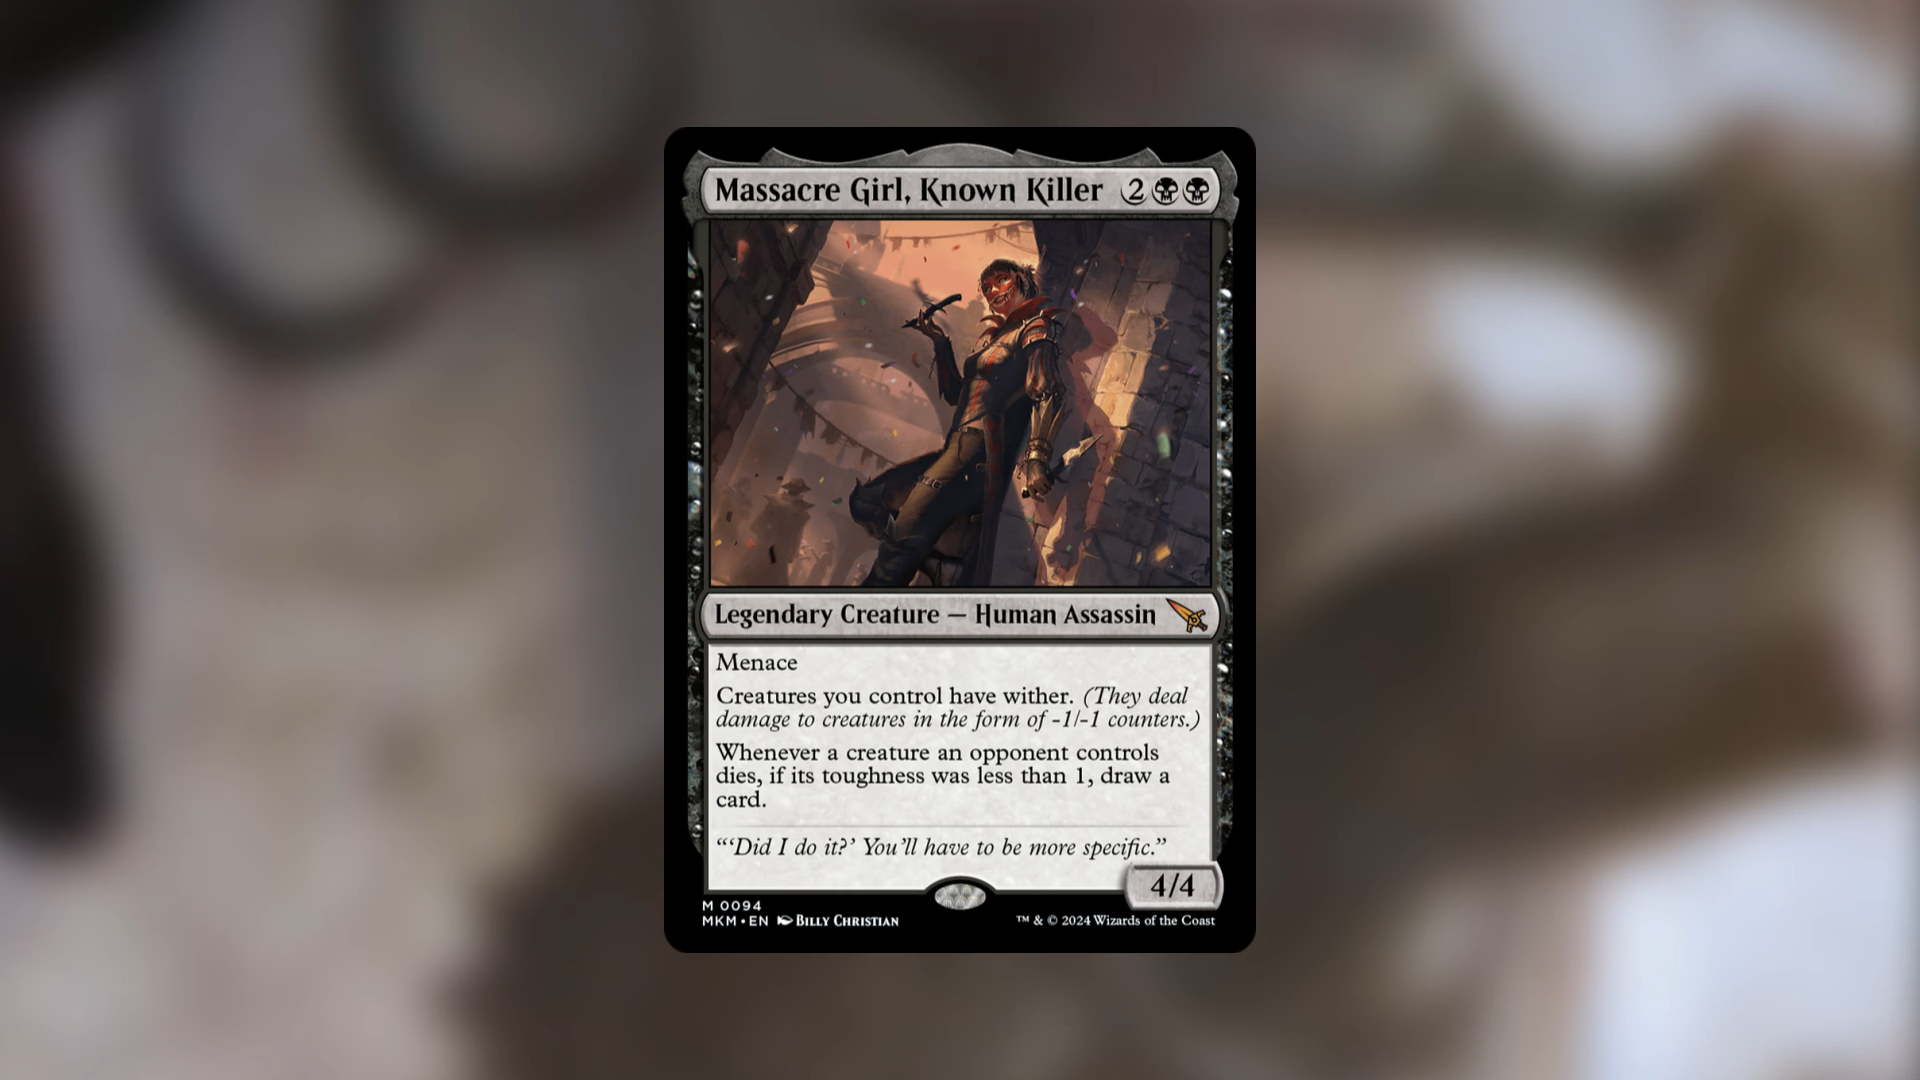 Massacre Girl, Known Killer 2
Legendary Creature — Human Assassin
Menace
Creatures you control have wither. (They deal
damage to creatures in the form of -1/-1 counters.)
Whenever a creature an opponent controls
dies, if its toughness was less than 1, draw a
card.
“‘Did I do it?’ You’ll have to be more specific.”
4/4
M 0094
MKM • EN Billy Christian
™ & © 2024 Wizards of the Coast